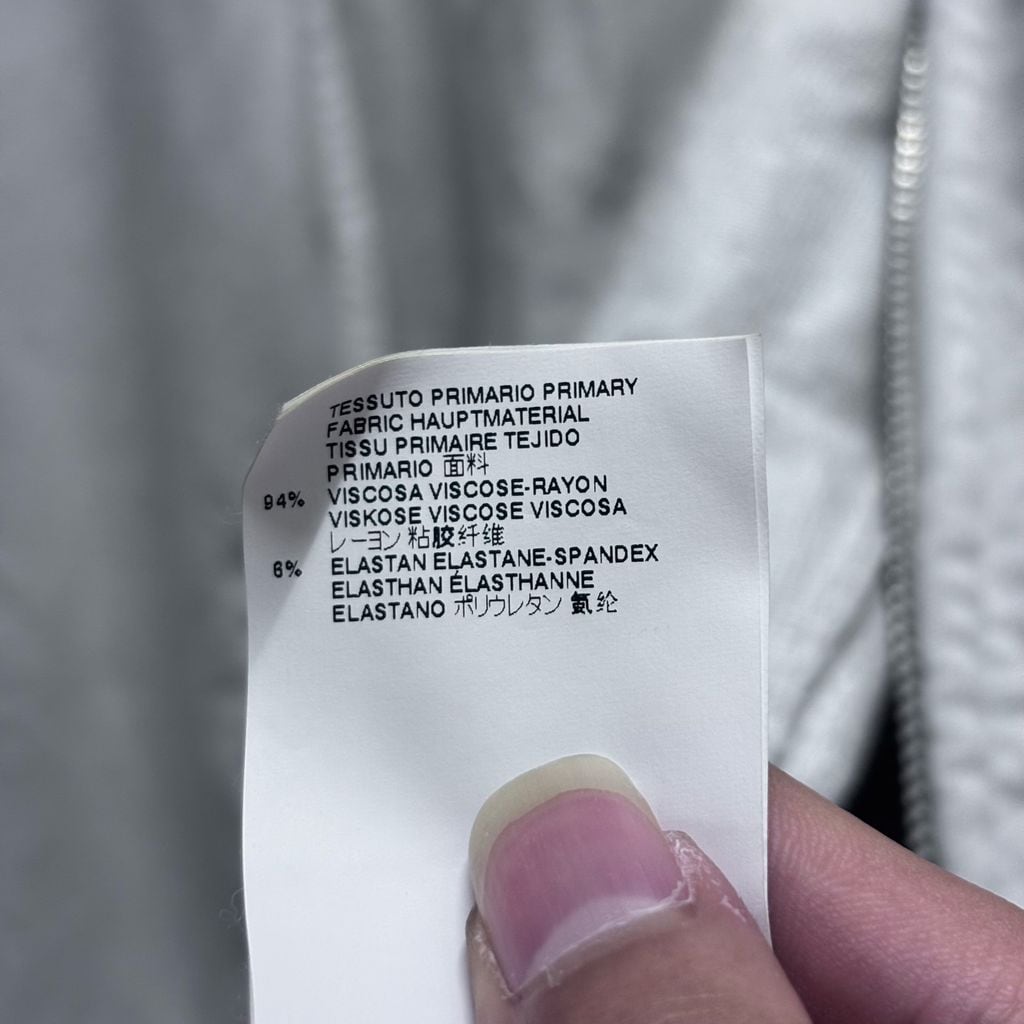 TESSUTO PRIMARIO PRIMARY
FABRIC HAUPTMATERIAL
TISSU PRIMAIRE TEJIDO
PRIMARIO 面料
94% VISCOSA VISCOSE-RAYON
VISKOSE VISCOSE VISCOSA
レーヨン 粘胶纤维
6% ELASTAN ELASTANE-SPANDEX
ELASTHAN ÉLASTHANNE
ELASTANO ポリウレタン 氨纶